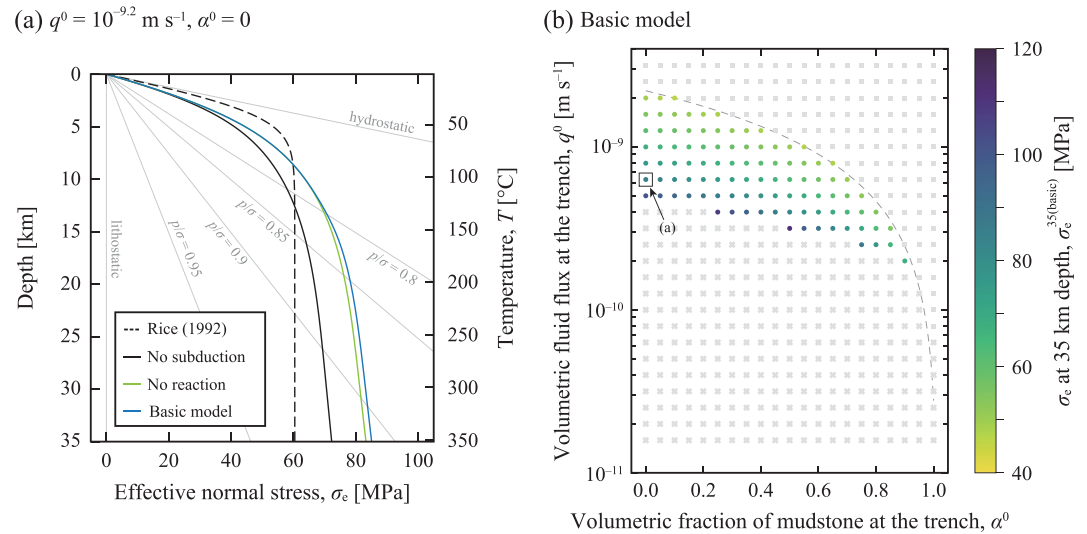 (a) q⁰ = 10⁻⁹·² m s⁻¹, α⁰ = 0
0
5
10
15
20
25
30
35
Depth [km]
0
20
40
60
80
100
Effective normal stress, σₑ [MPa]
50
100
150
200
250
300
350
Temperature, T [°C]
hydrostatic
lithostatic
p/σ = 0.95
p/σ = 0.9
p/σ = 0.85
p/σ = 0.8
Rice (1992)
No subduction
No reaction
Basic model
(b) Basic model
10⁻⁹
10⁻¹⁰
10⁻¹¹
Volumetric fluid flux at the trench, q⁰ [m s⁻¹]
(a)
0.0
0.2
0.4
0.6
0.8
1.0
Volumetric fraction of mudstone at the trench, α⁰
120
100
80
60
40
σₑ at 35 km depth, σₑ³⁵⁽ᵇᵃˢⁱᶜ⁾ [MPa]